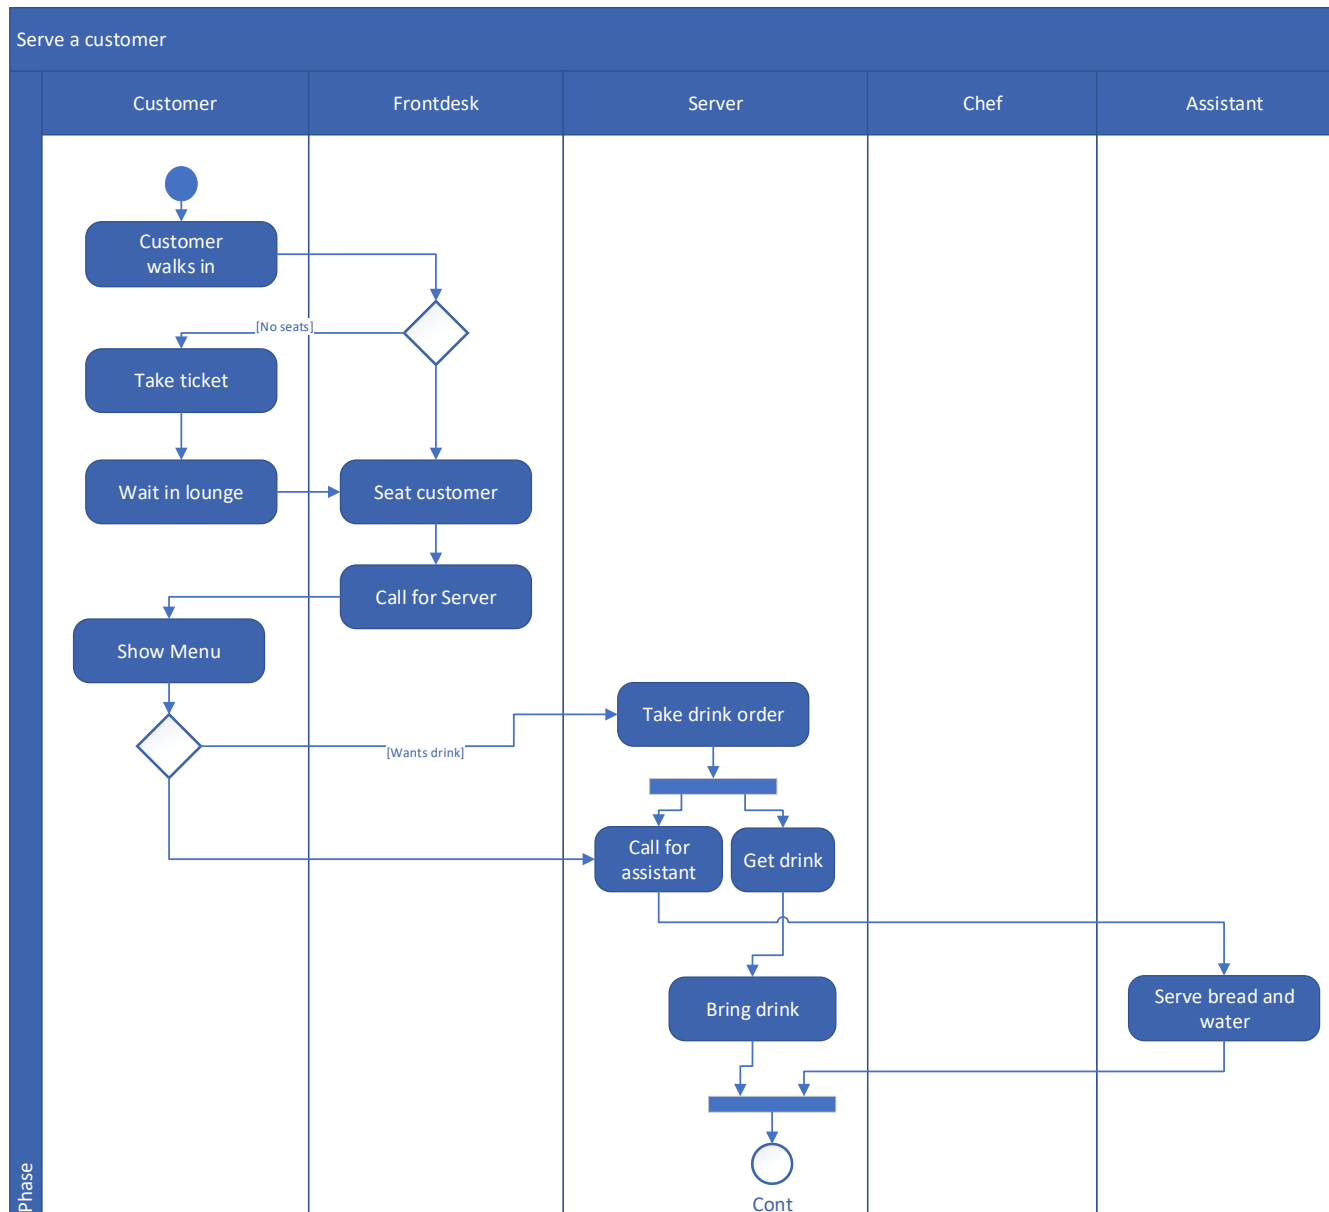 Serve a customer
Customer
Frontdesk
Server
Chef
Assistant
Customer
walks in
[No seats]
Take ticket
Wait in lounge
Seat customer
Call for Server
Show Menu
Take drink order
[Wants drink]
Call for
assistant
Get drink
Bring drink
Serve bread and
water
Phase
Cont